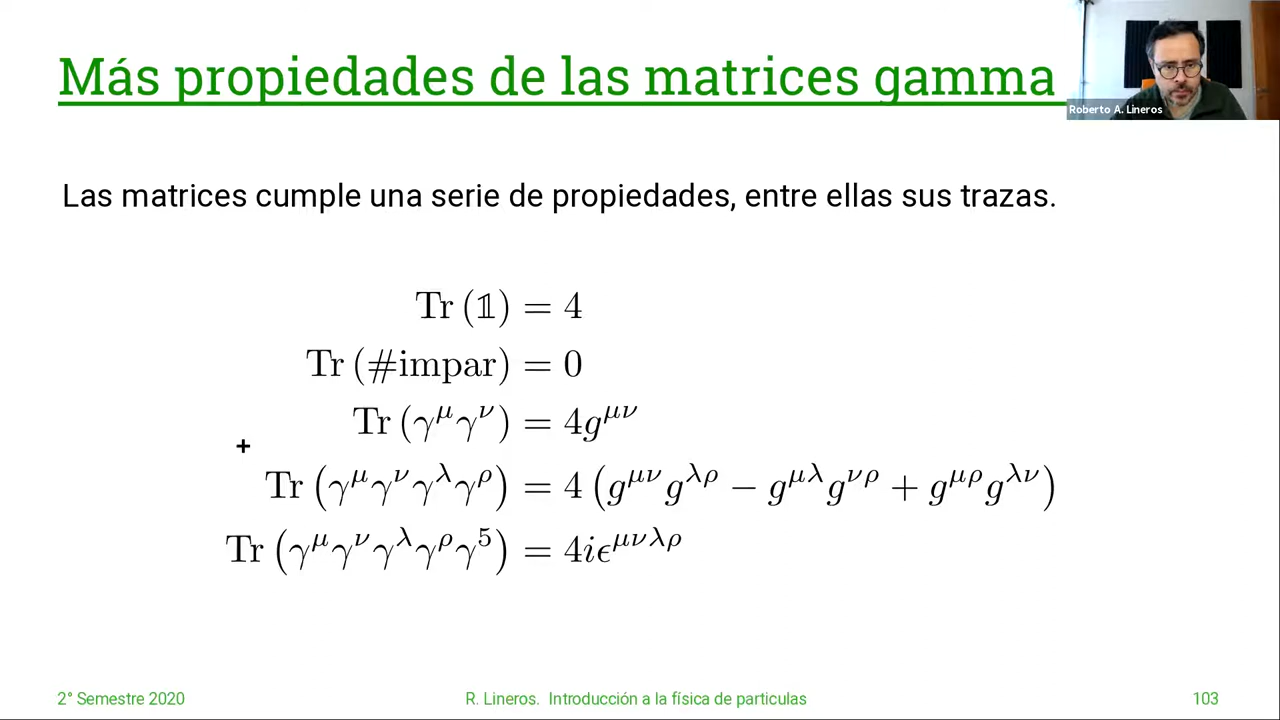 Más propiedades de las matrices gamma
Roberto A. Lineros
Las matrices cumple una serie de propiedades, entre ellas sus trazas.
Tr (𝟙) = 4
Tr (#impar) = 0
Tr (γ^μ γ^ν) = 4g^{μν}
Tr (γ^μ γ^ν γ^λ γ^ρ) = 4 (g^{μν} g^{λρ} − g^{μλ} g^{νρ} + g^{μρ} g^{λν})
Tr (γ^μ γ^ν γ^λ γ^ρ γ^5) = 4iϵ^{μνλρ}
2° Semestre 2020
R. Lineros. Introducción a la física de particulas
103